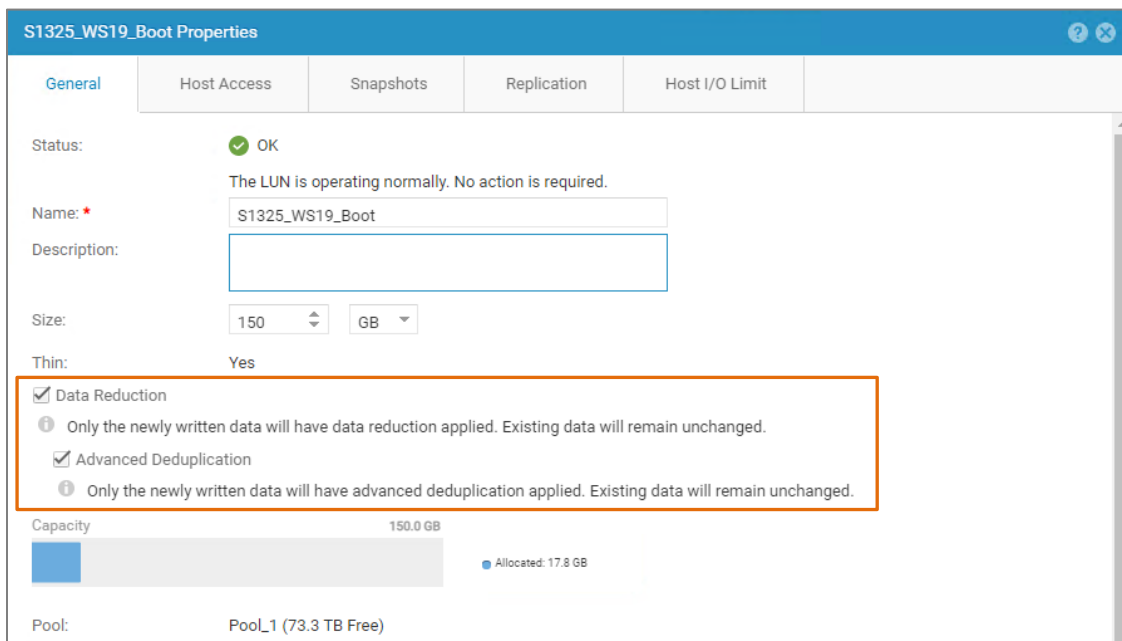 S1325_WS19_Boot Properties
General Host Access Snapshots Replication Host I/O Limit
Status: OK
The LUN is operating normally. No action is required.
Name: * S1325_WS19_Boot
Description:
Size: 150 GB
Thin: Yes
Data Reduction
Only the newly written data will have data reduction applied. Existing data will remain unchanged.
Advanced Deduplication
Only the newly written data will have advanced deduplication applied. Existing data will remain unchanged.
Capacity 150.0 GB
Allocated: 17.8 GB
Pool: Pool_1 (73.3 TB Free)